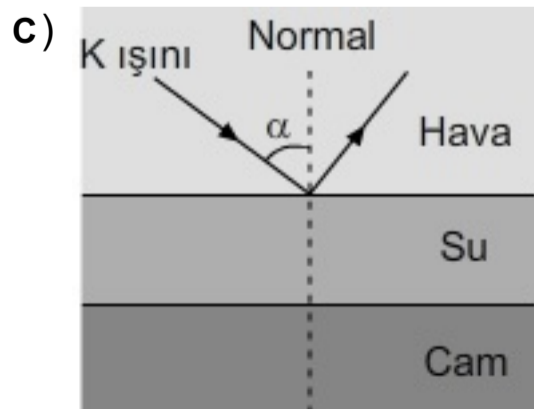 C)
Normal
K ışını
α
Hava
Su
Cam